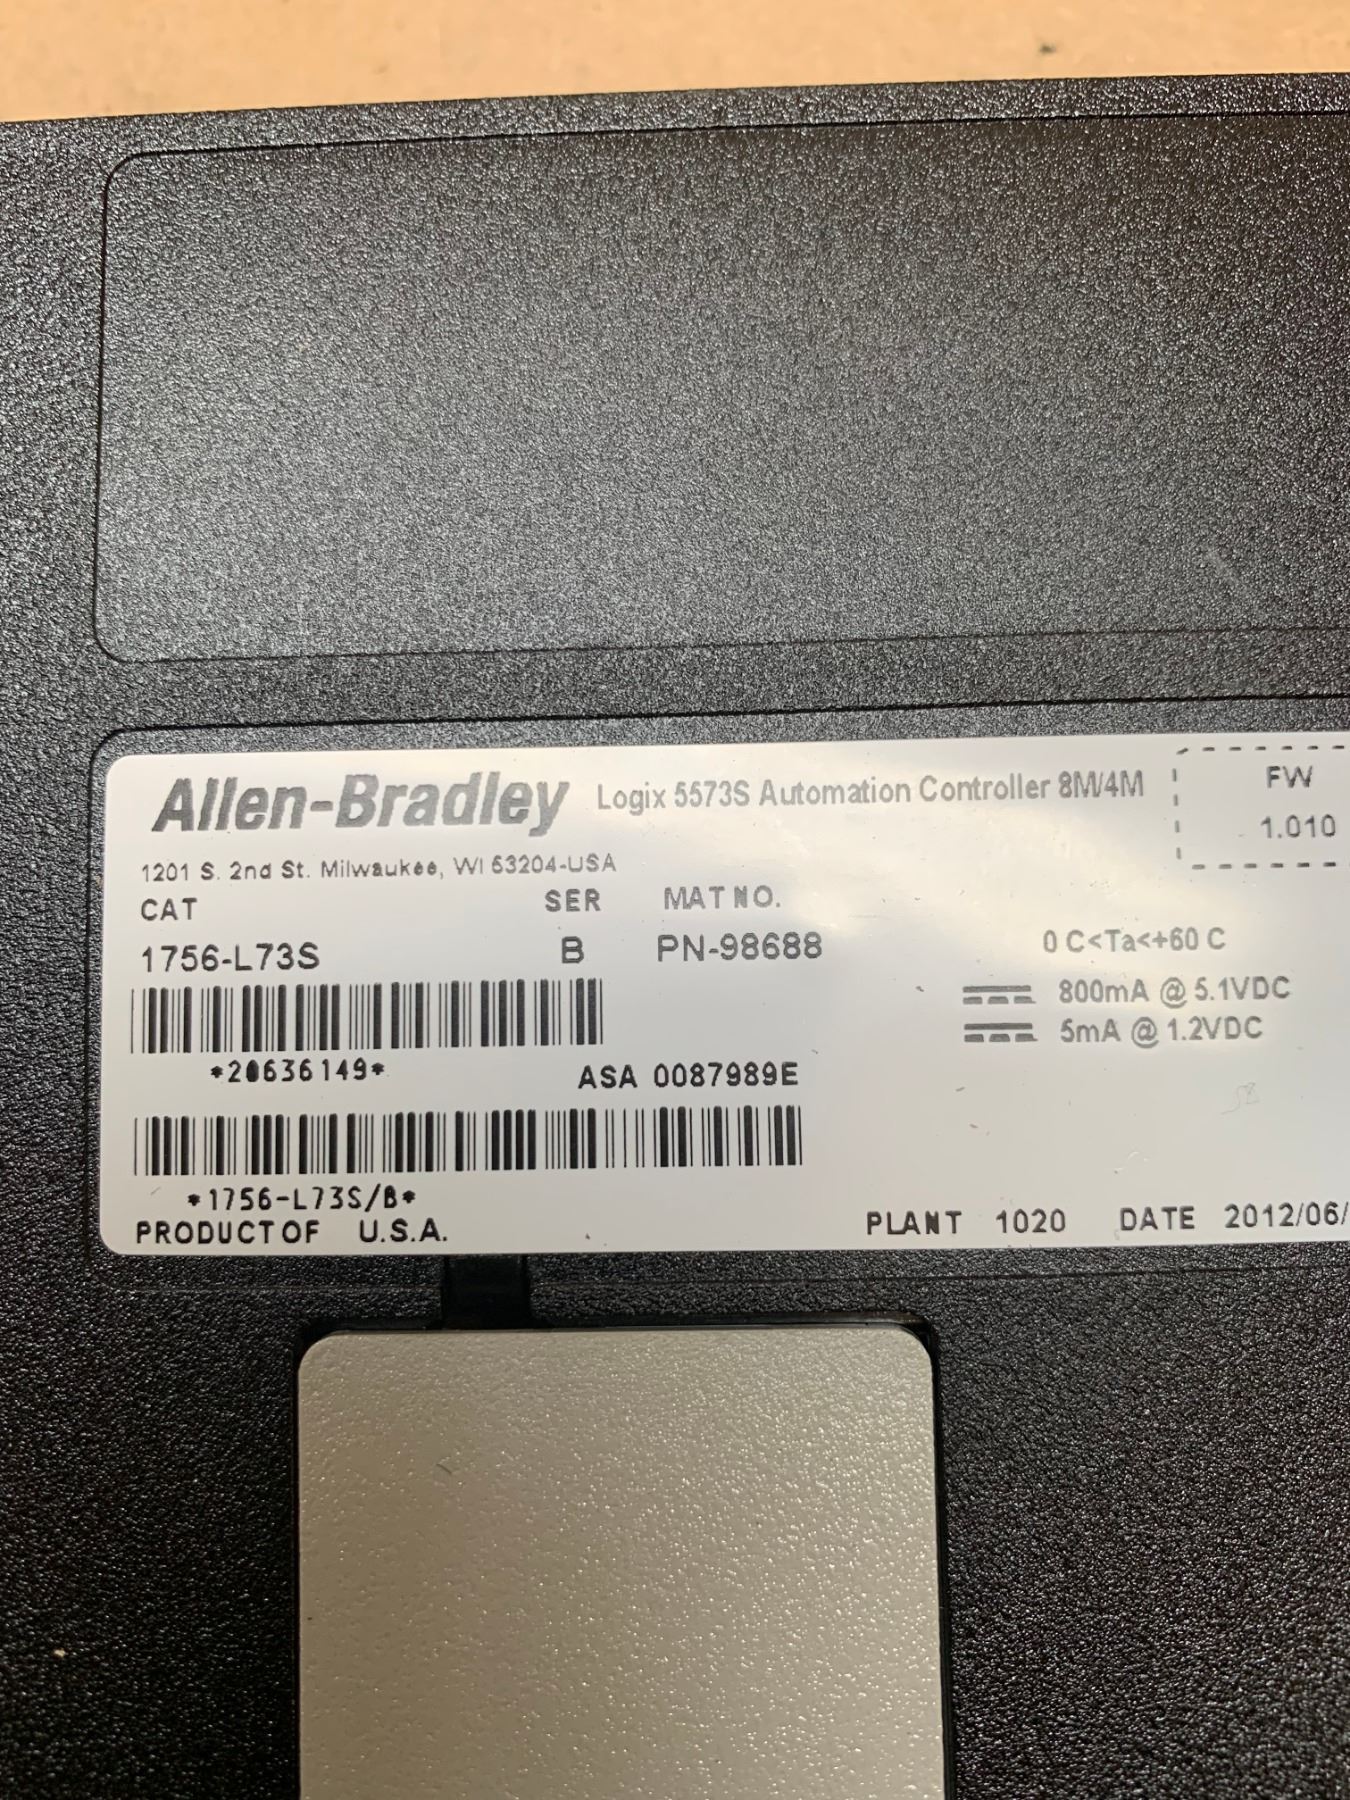 Allen-Bradley Logix 5573S Automation Controller 8M/4M FW
1.010
1201 S. 2nd St. Milwaukee, WI 53204-USA
CAT SER MAT NO.
1756-L73S B PN-98688 0 C<Ta<+60 C
800mA @ 5.1VDC
5mA @ 1.2VDC
*20636149* ASA 0087989E
*1756-L73S/B*
PRODUCT OF U.S.A. PLANT 1020 DATE 2012/06/